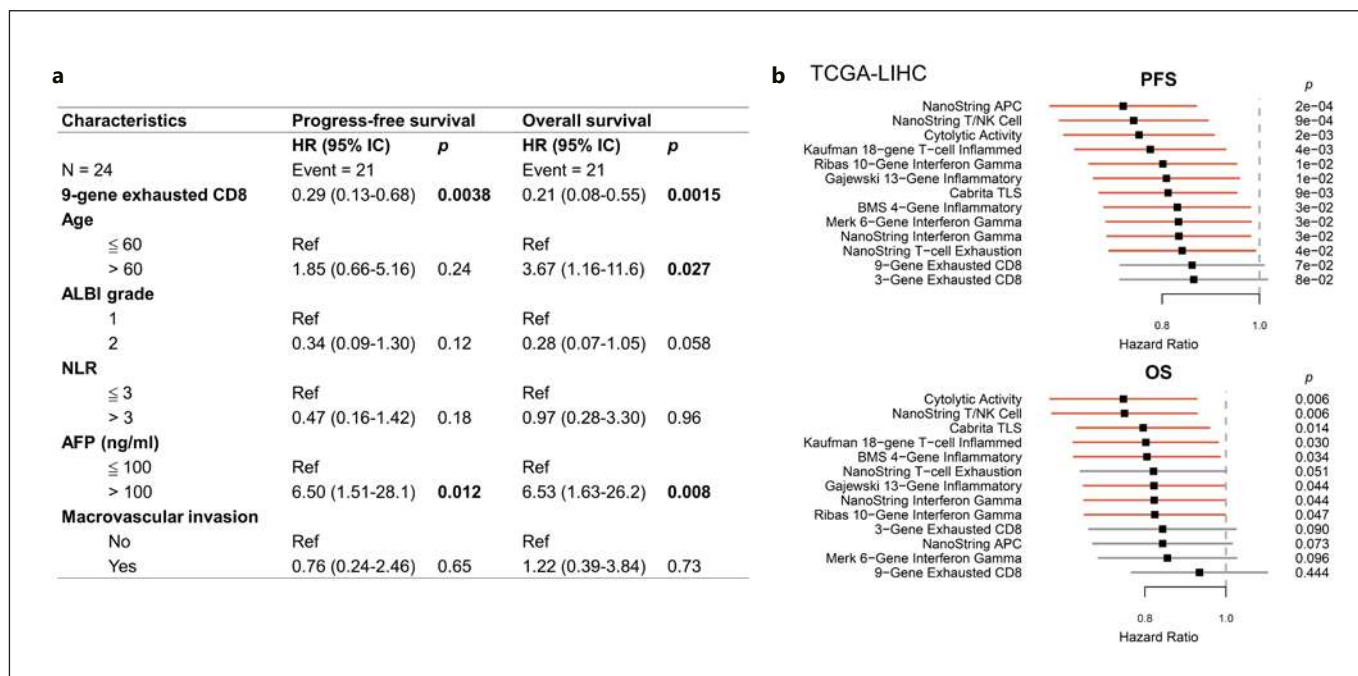 a
Characteristics Progress-free survival Overall survival
HR (95% IC) p HR (95% IC) p
N = 24 Event = 21 Event = 21
9-gene exhausted CD8 0.29 (0.13-0.68) 0.0038 0.21 (0.08-0.55) 0.0015
Age
≦ 60 Ref Ref
> 60 1.85 (0.66-5.16) 0.24 3.67 (1.16-11.6) 0.027
ALBI grade
1 Ref Ref
2 0.34 (0.09-1.30) 0.12 0.28 (0.07-1.05) 0.058
NLR
≦ 3 Ref Ref
> 3 0.47 (0.16-1.42) 0.18 0.97 (0.28-3.30) 0.96
AFP (ng/ml)
≦ 100 Ref Ref
> 100 6.50 (1.51-28.1) 0.012 6.53 (1.63-26.2) 0.008
Macrovascular invasion
No Ref Ref
Yes 0.76 (0.24-2.46) 0.65 1.22 (0.39-3.84) 0.73
b TCGA-LIHC
PFS p
NanoString APC 2e-04
NanoString T/NK Cell 9e-04
Cytolytic Activity 2e-03
Kaufman 18-gene T-cell Inflammed 4e-03
Ribas 10-Gene Interferon Gamma 1e-02
Gajewski 13-Gene Inflammatory 1e-02
Cabrita TLS 9e-03
BMS 4-Gene Inflammatory 3e-02
Merk 6-Gene Interferon Gamma 3e-02
NanoString Interferon Gamma 3e-02
NanoString T-cell Exhaustion 4e-02
9-Gene Exhausted CD8 7e-02
3-Gene Exhausted CD8 8e-02
0.8 1.0
Hazard Ratio
OS p
Cytolytic Activity 0.006
NanoString T/NK Cell 0.006
Cabrita TLS 0.014
Kaufman 18-gene T-cell Inflammed 0.030
BMS 4-Gene Inflammatory 0.034
NanoString T-cell Exhaustion 0.051
Gajewski 13-Gene Inflammatory 0.044
NanoString Interferon Gamma 0.044
Ribas 10-Gene Interferon Gamma 0.047
3-Gene Exhausted CD8 0.090
NanoString APC 0.073
Merk 6-Gene Interferon Gamma 0.096
9-Gene Exhausted CD8 0.444
0.8 1.0
Hazard Ratio